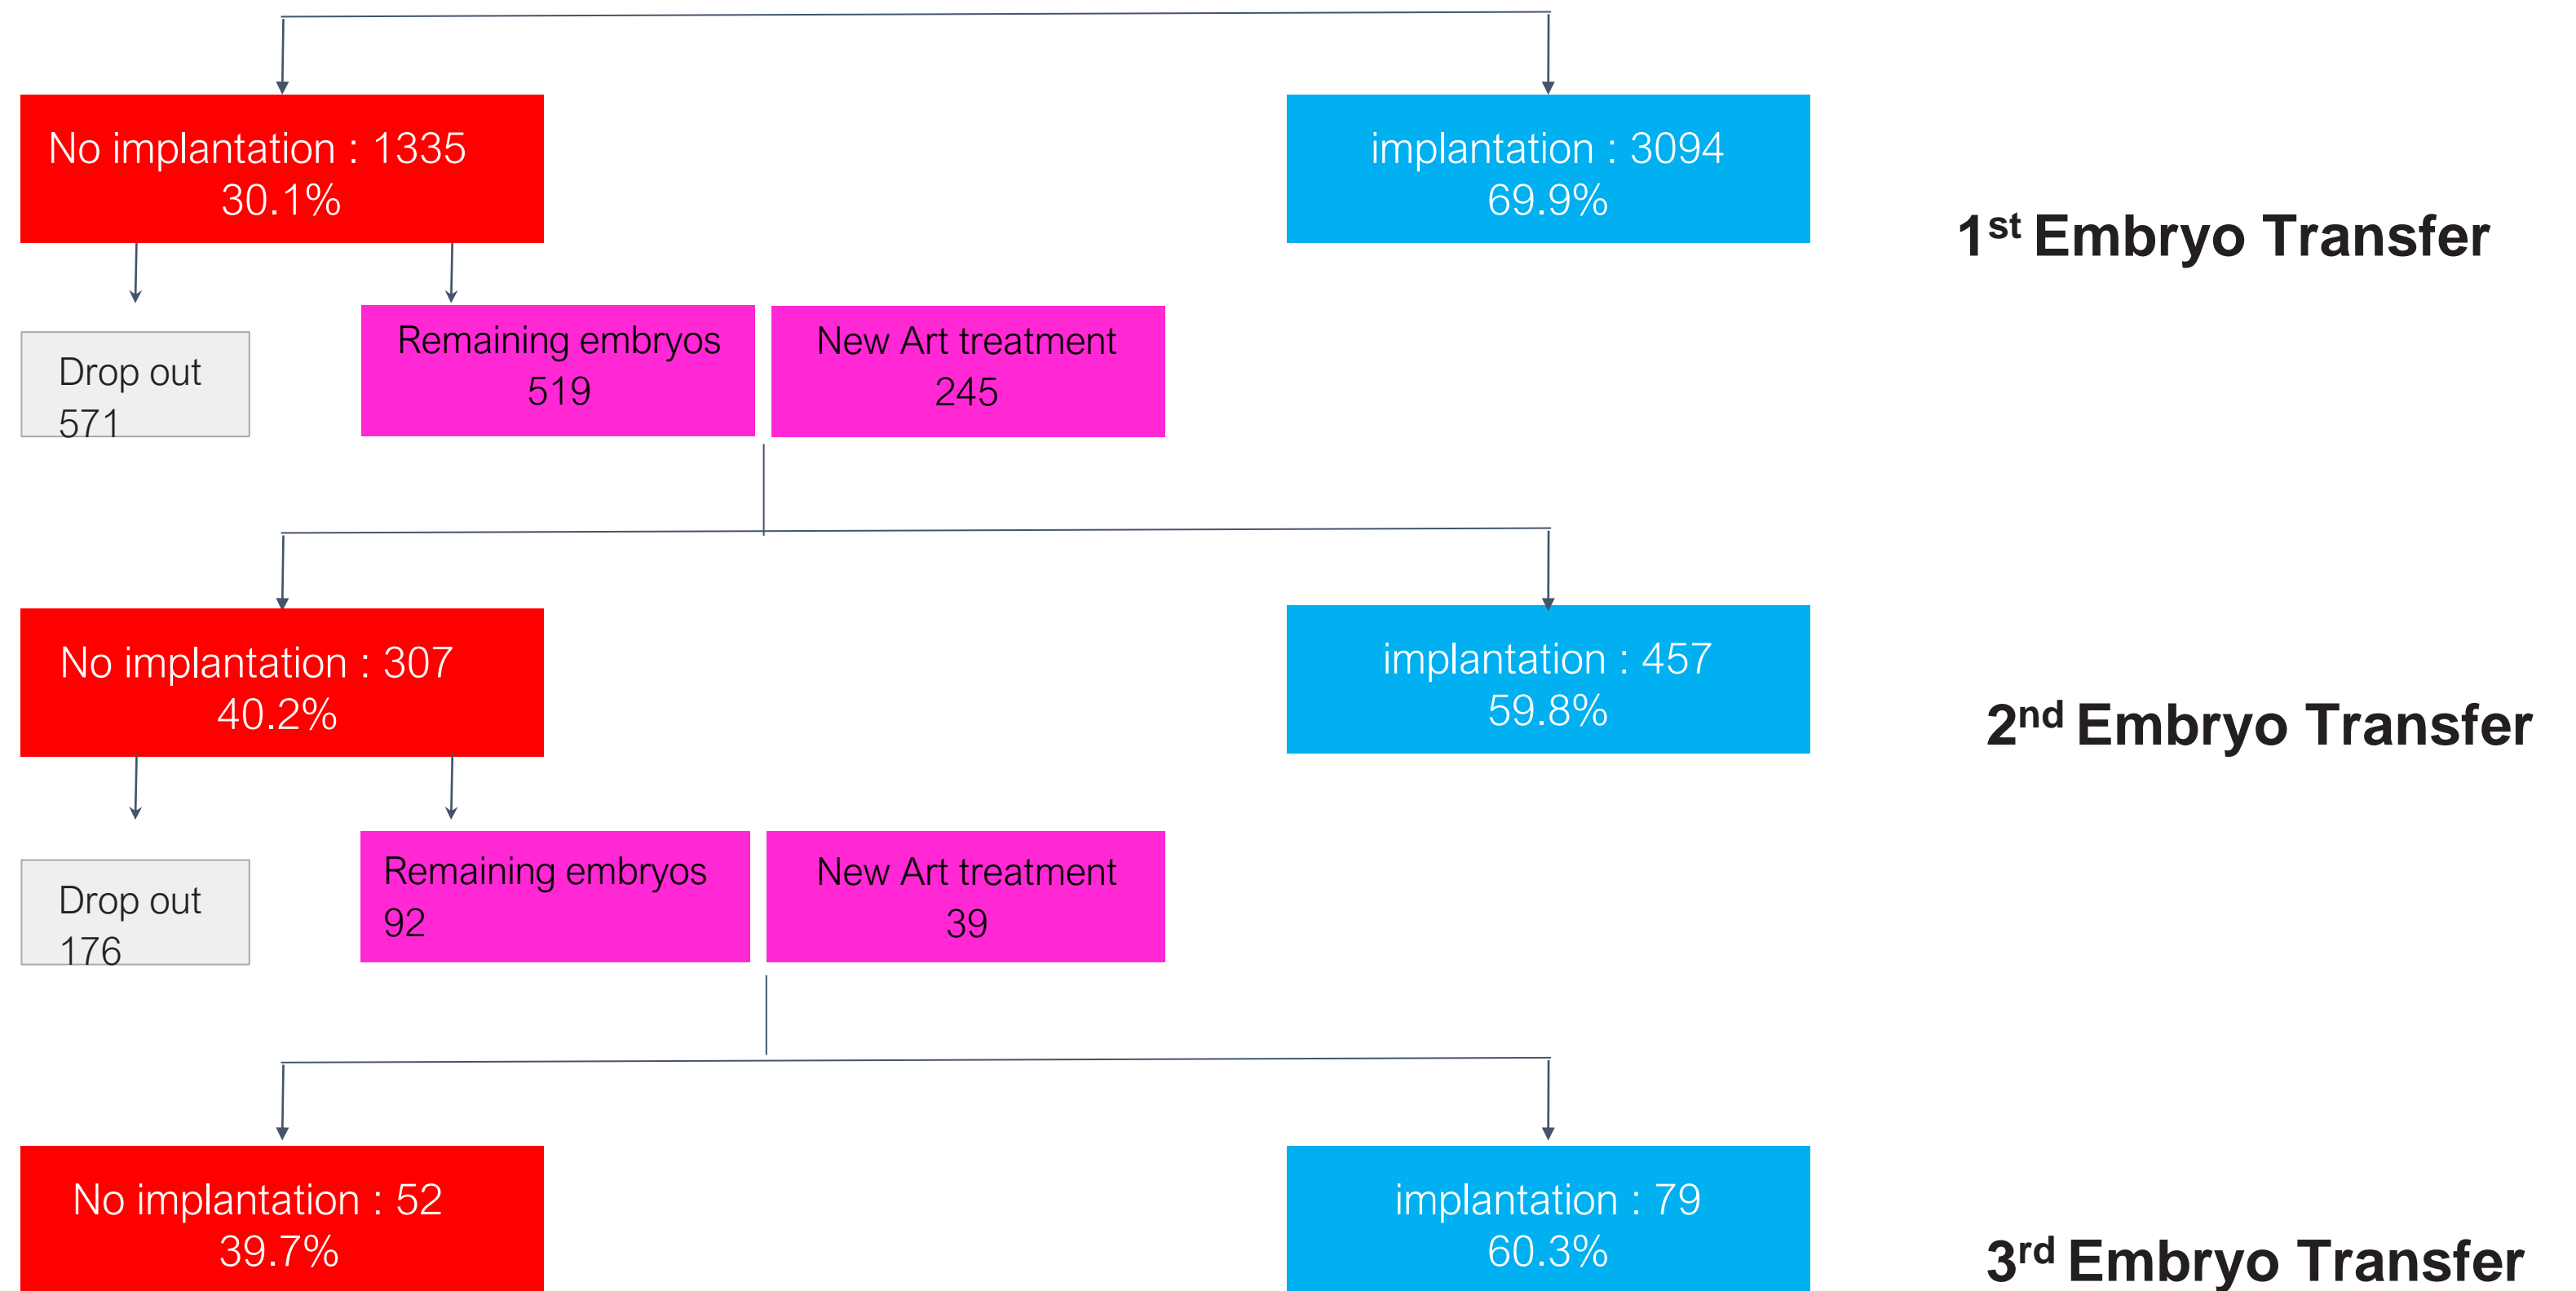 No implantation : 1335
30.1%
implantation : 3094
69.9%
1st Embryo Transfer
Drop out
571
Remaining embryos
519
New Art treatment
245
No implantation : 307
40.2%
implantation : 457
59.8%
2nd Embryo Transfer
Drop out
176
Remaining embryos
92
New Art treatment
39
No implantation : 52
39.7%
implantation : 79
60.3%
3rd Embryo Transfer